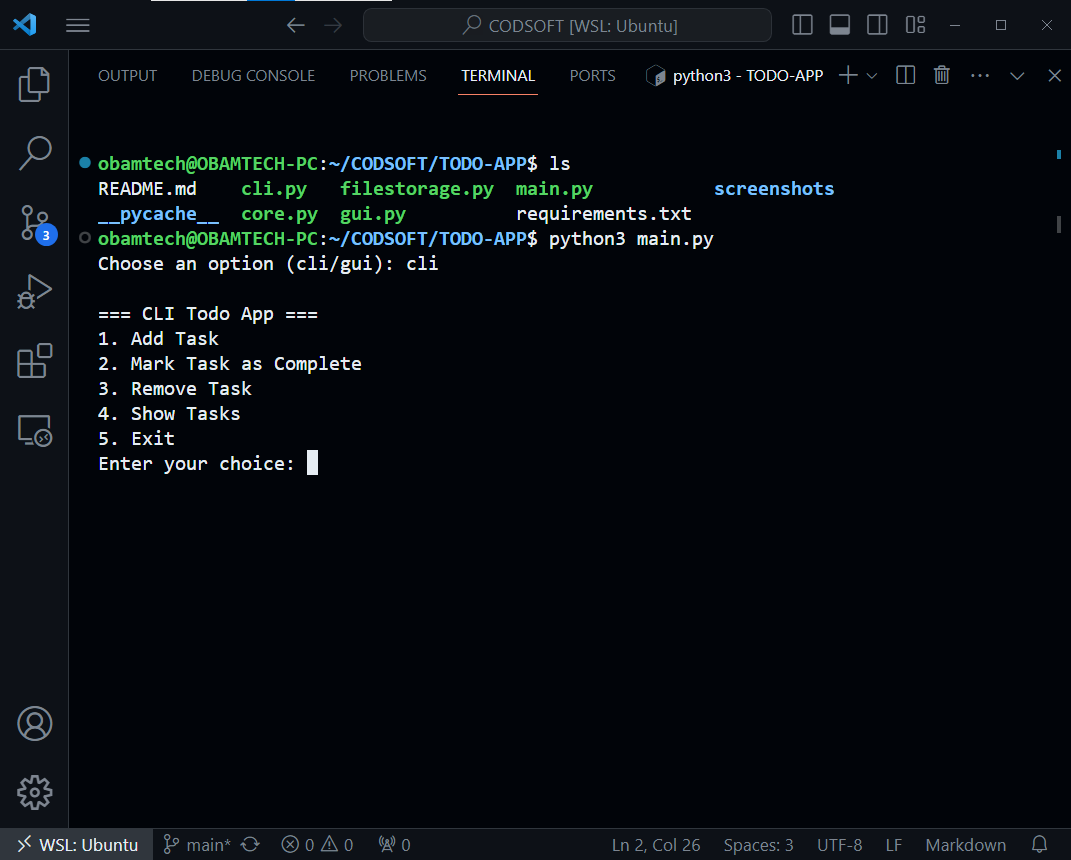 CODSOFT [WSL: Ubuntu]
OUTPUT DEBUG CONSOLE PROBLEMS TERMINAL PORTS python3 - TODO-APP
obamtech@OBAMTECH-PC:~/CODSOFT/TODO-APP$ ls
README.md cli.py filestorage.py main.py screenshots
__pycache__ core.py gui.py requirements.txt
obamtech@OBAMTECH-PC:~/CODSOFT/TODO-APP$ python3 main.py
Choose an option (cli/gui): cli
=== CLI Todo App ===
1. Add Task
2. Mark Task as Complete
3. Remove Task
4. Show Tasks
5. Exit
Enter your choice:
3
WSL: Ubuntu main* 0 0 0 Ln 2, Col 26 Spaces: 3 UTF-8 LF Markdown